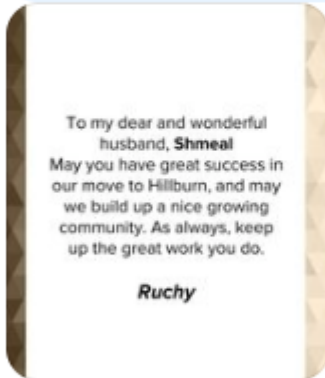 To my dear and wonderful
husband, Shmeal
May you have great success in
our move to Hillburn, and may
we build up a nice growing
community. As always, keep
up the great work you do.
Ruchy